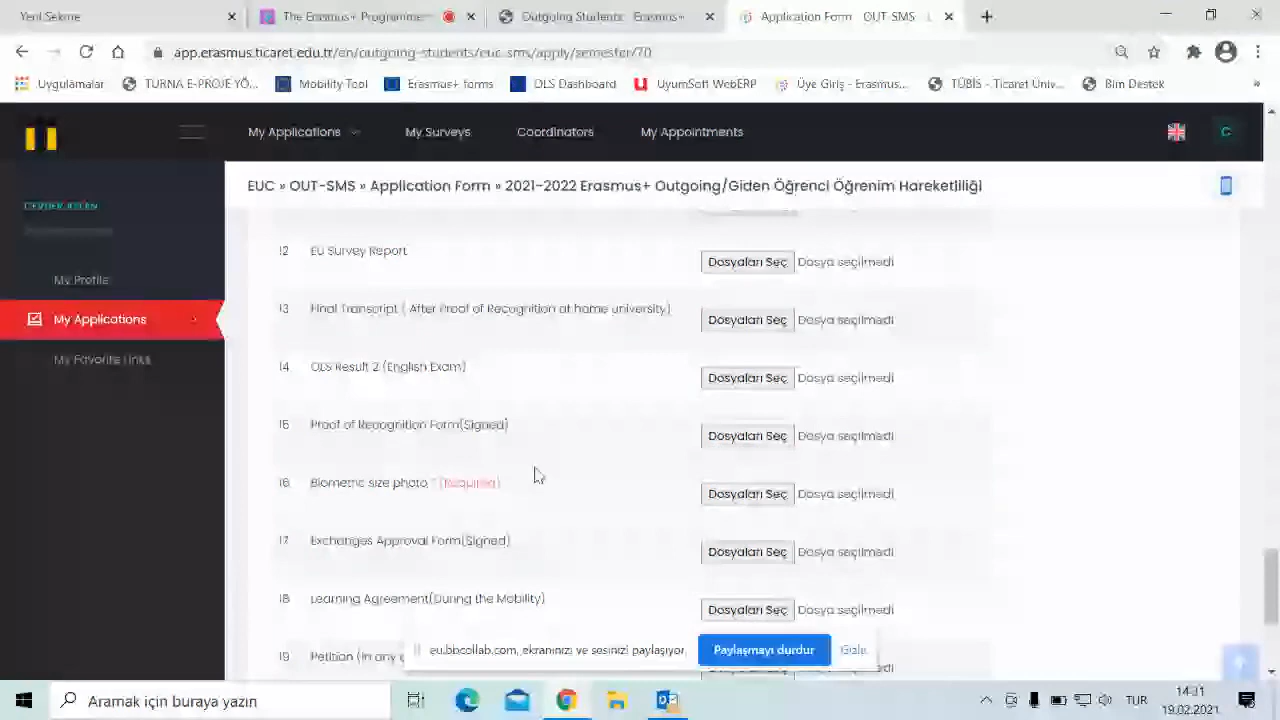 Yeni Sekme
The Erasmus+ Programme
Outgoing Students Erasmus+
Application Form OUT-SMS
app.erasmus.ticaret.edu.tr/en/outgoing-students/euc_sms/apply/semester/70
Uygulamalar
TURNA E-PROJE YÖ...
Mobility Tool
Erasmus+ forms
DLS Dashboard
UyumSoft WebERP
Üye Giriş - Erasmus...
TÜBİS - Ticaret Üniv...
Bim Destek
My Applications
My Surveys
Coordinators
My Appointments
C
EUC » OUT-SMS » Application Form » 2021-2022 Erasmus+ Outgoing/Giden Öğrenci Öğrenim Hareketliliği
My Profile
My Applications
My Favorite Links
12 EU Survey Report Dosyaları Seç Dosya seçilmedi
13 Final Transcript ( After Proof of Recognition at home university) Dosyaları Seç Dosya seçilmedi
14 OLS Result 2 (English Exam) Dosyaları Seç Dosya seçilmedi
15 Proof of Recognition Form(Signed) Dosyaları Seç Dosya seçilmedi
16 Biometric size photo * (Required) Dosyaları Seç Dosya seçilmedi
17 Exchanges Approval Form(Signed) Dosyaları Seç Dosya seçilmedi
18 Learning Agreement(During the Mobility) Dosyaları Seç Dosya seçilmedi
19 Petition (In any
eu.bbcollab.com, ekranınızı ve sesinizi paylaşıyor. Paylaşmayı durdur Gizle
Aramak için buraya yazın
TUR
19.02.2021